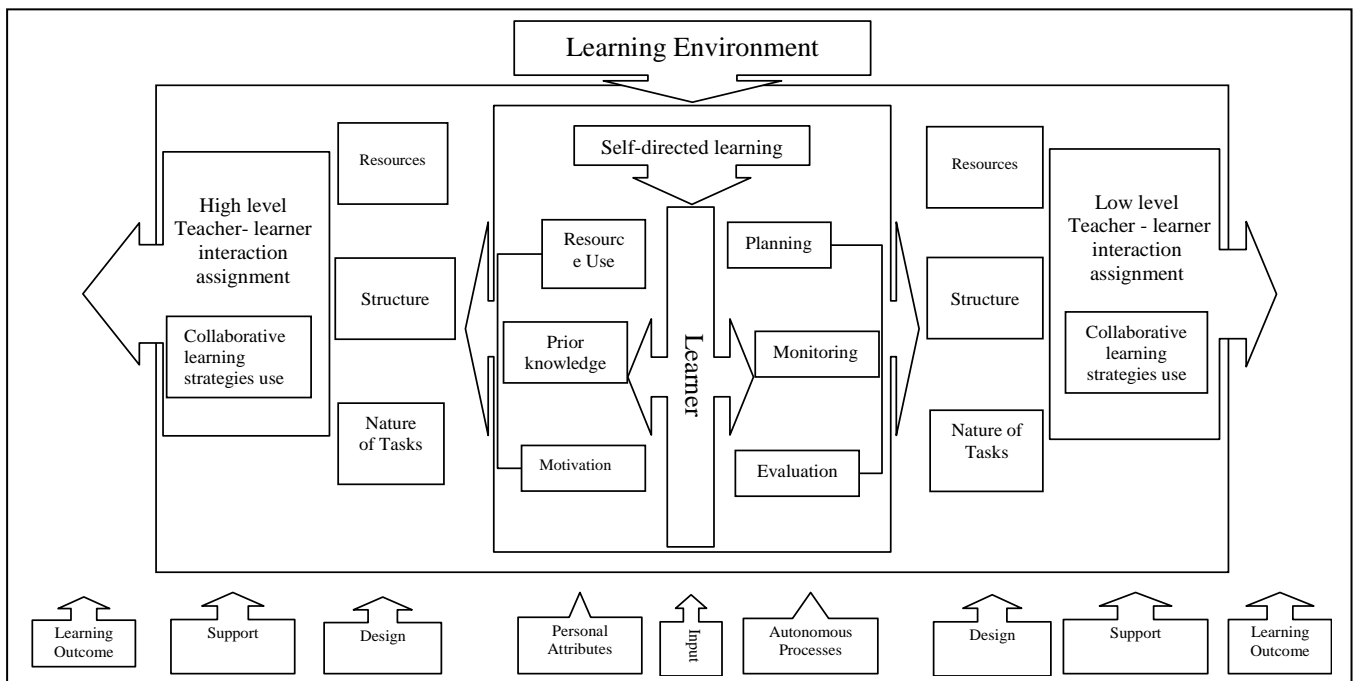 Learning Environment
Self-directed learning
Resources
High level
Teacher- learner
interaction
assignment
Collaborative
learning
strategies use
Structure
Nature of
Tasks
Resourc
e Use
Prior
knowledge
Motivation
Learner
Planning
Monitoring
Evaluation
Resources
Structure
Nature of
Tasks
Low level
Teacher - learner
interaction
assignment
Collaborative
learning
strategies use
Learning
Outcome
Support
Design
Personal
Attributes
Input
Autonomous
Processes
Design
Support
Learning
Outcome